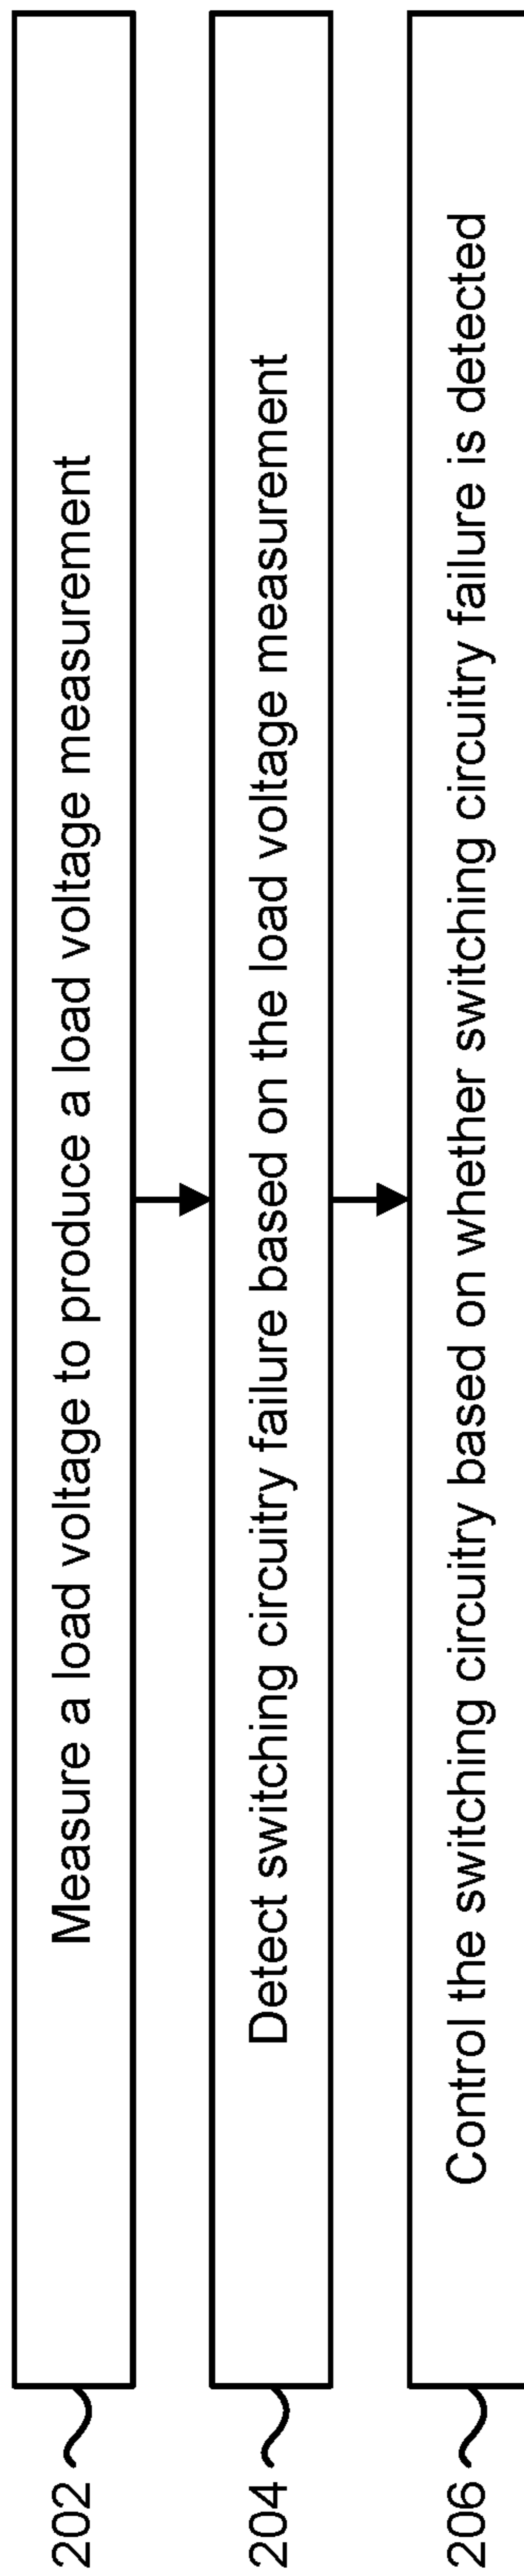 202
Measure a load voltage to produce a load voltage measurement
204
Detect switching circuitry failure based on the load voltage measurement
206
Control the switching circuitry based on whether switching circuitry failure is detected